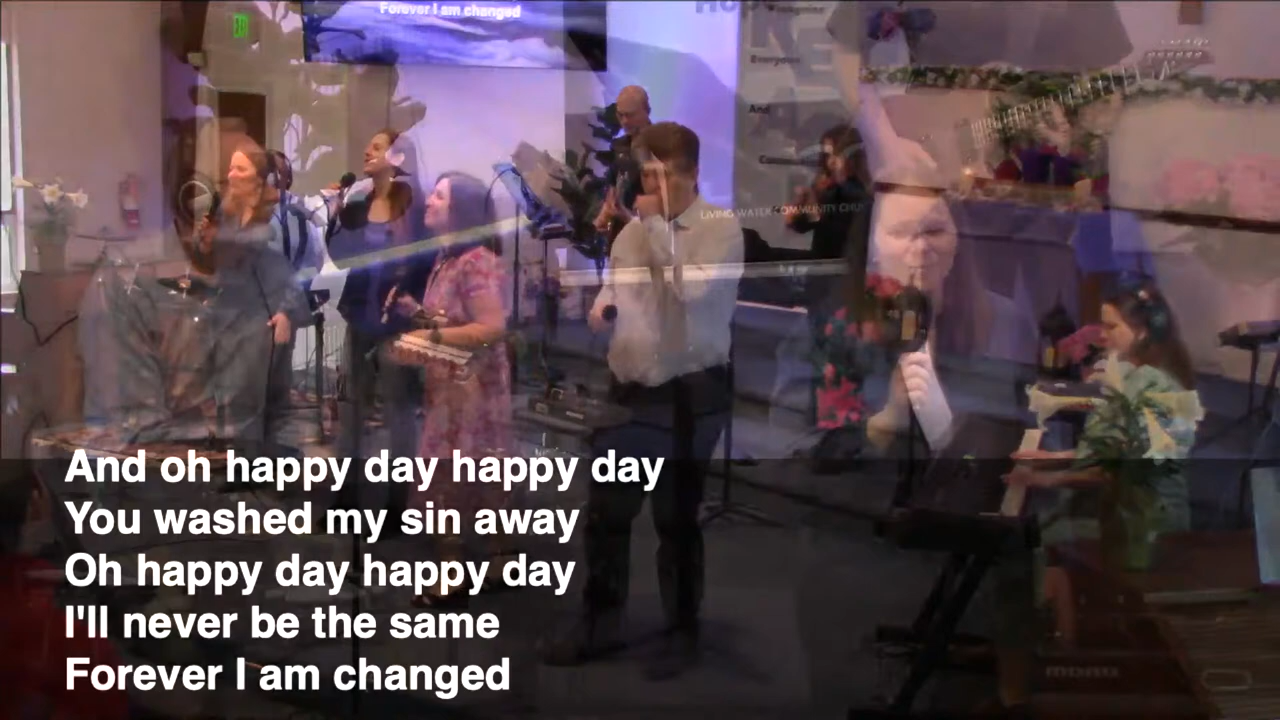 Forever I am changed
Hope
Everyone
And
LIVING WATER COMMUNITY CHU
And oh happy day happy day
You washed my sin away
Oh happy day happy day
I'll never be the same
Forever I am changed